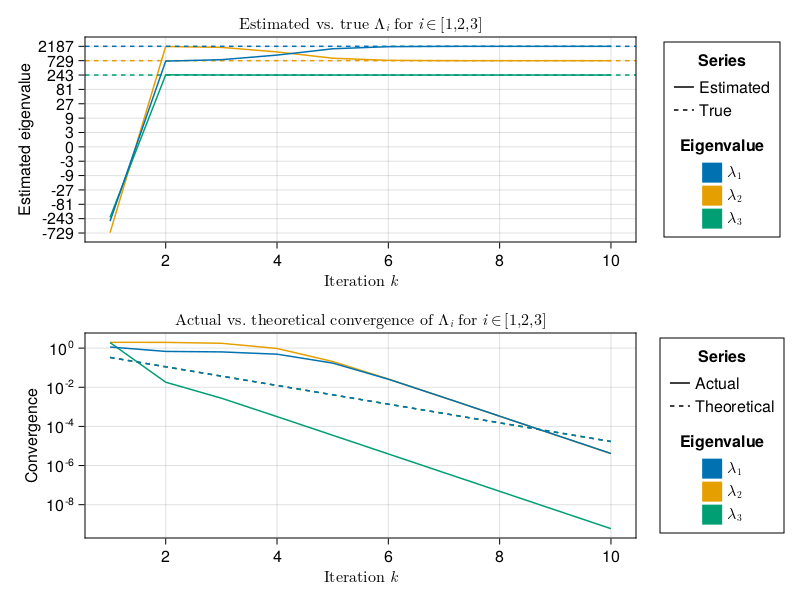 Estimated vs. true Λᵢ for i ∈ [1,2,3]
Estimated eigenvalue
2187
729
243
81
27
9
3
0
-3
-9
-27
-81
-243
-729
2 4 6 8 10
Iteration k
Series
Estimated
True
Eigenvalue
λ₁
λ₂
λ₃
Actual vs. theoretical convergence of Λᵢ for i ∈ [1,2,3]
Convergence
10⁰
10⁻²
10⁻⁴
10⁻⁶
10⁻⁸
2 4 6 8 10
Iteration k
Series
Actual
Theoretical
Eigenvalue
λ₁
λ₂
λ₃